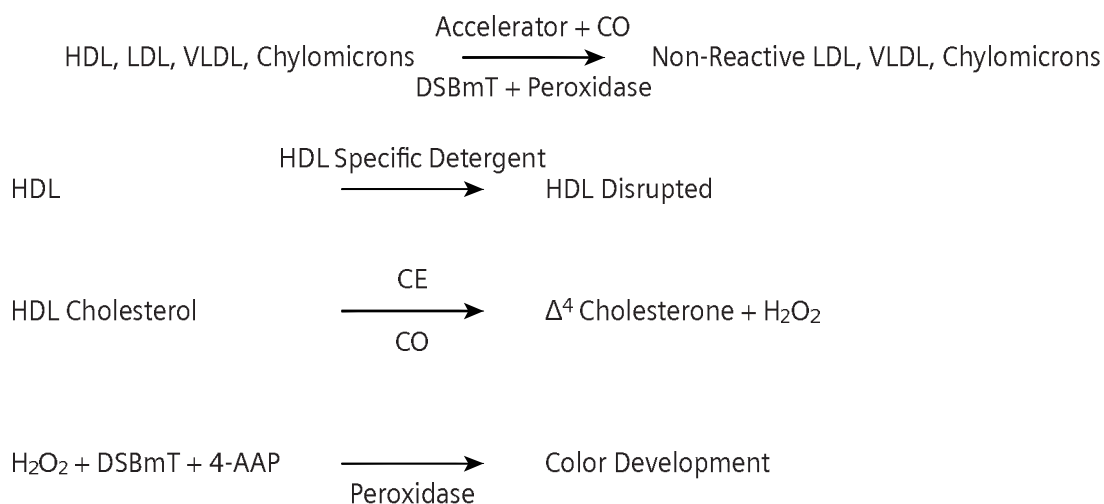 Accelerator + CO
HDL, LDL, VLDL, Chylomicrons Non-Reactive LDL, VLDL, Chylomicrons
DSBmT + Peroxidase
HDL Specific Detergent
HDL HDL Disrupted
CE
HDL Cholesterol Δ⁴ Cholesterone + H₂O₂
CO
H₂O₂ + DSBmT + 4-AAP Color Development
Peroxidase